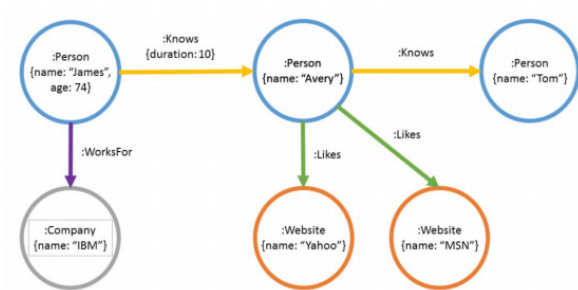 :Knows
{duration: 10}
:Knows
:Person
{name: "James",
age: 74}
:Person
{name: "Avery"}
:Person
{name: "Tom"}
:WorksFor
:Likes
:Likes
:Company
{name: "IBM"}
:Website
{name: "Yahoo"}
:Website
{name: "MSN"}